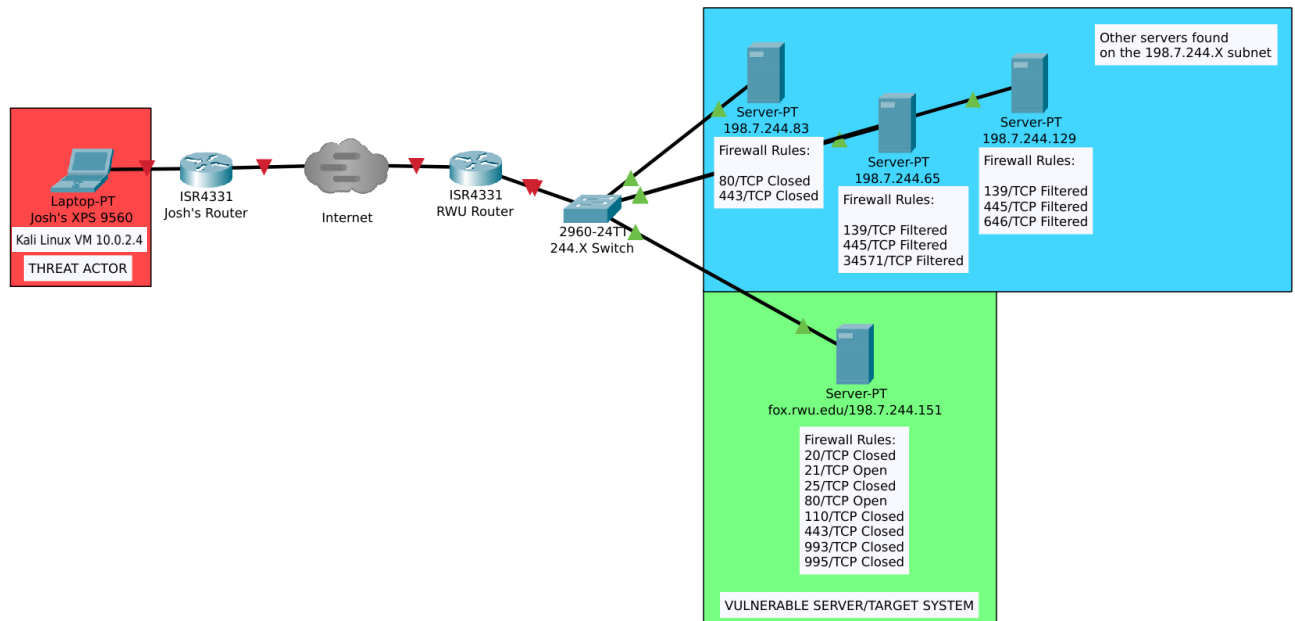 Laptop-PT
Josh's XPS 9560
Kali Linux VM 10.0.2.4
THREAT ACTOR
ISR4331
Josh's Router
Internet
ISR4331
RWU Router
2960-24TT
244.X Switch
Server-PT
198.7.244.83
Firewall Rules:
80/TCP Closed
443/TCP Closed
Server-PT
198.7.244.65
Firewall Rules:
139/TCP Filtered
445/TCP Filtered
34571/TCP Filtered
Server-PT
198.7.244.129
Firewall Rules:
139/TCP Filtered
445/TCP Filtered
646/TCP Filtered
Other servers found
on the 198.7.244.X subnet
Server-PT
fox.rwu.edu/198.7.244.151
Firewall Rules:
20/TCP Closed
21/TCP Open
25/TCP Closed
80/TCP Open
110/TCP Closed
443/TCP Closed
993/TCP Closed
995/TCP Closed
VULNERABLE SERVER/TARGET SYSTEM